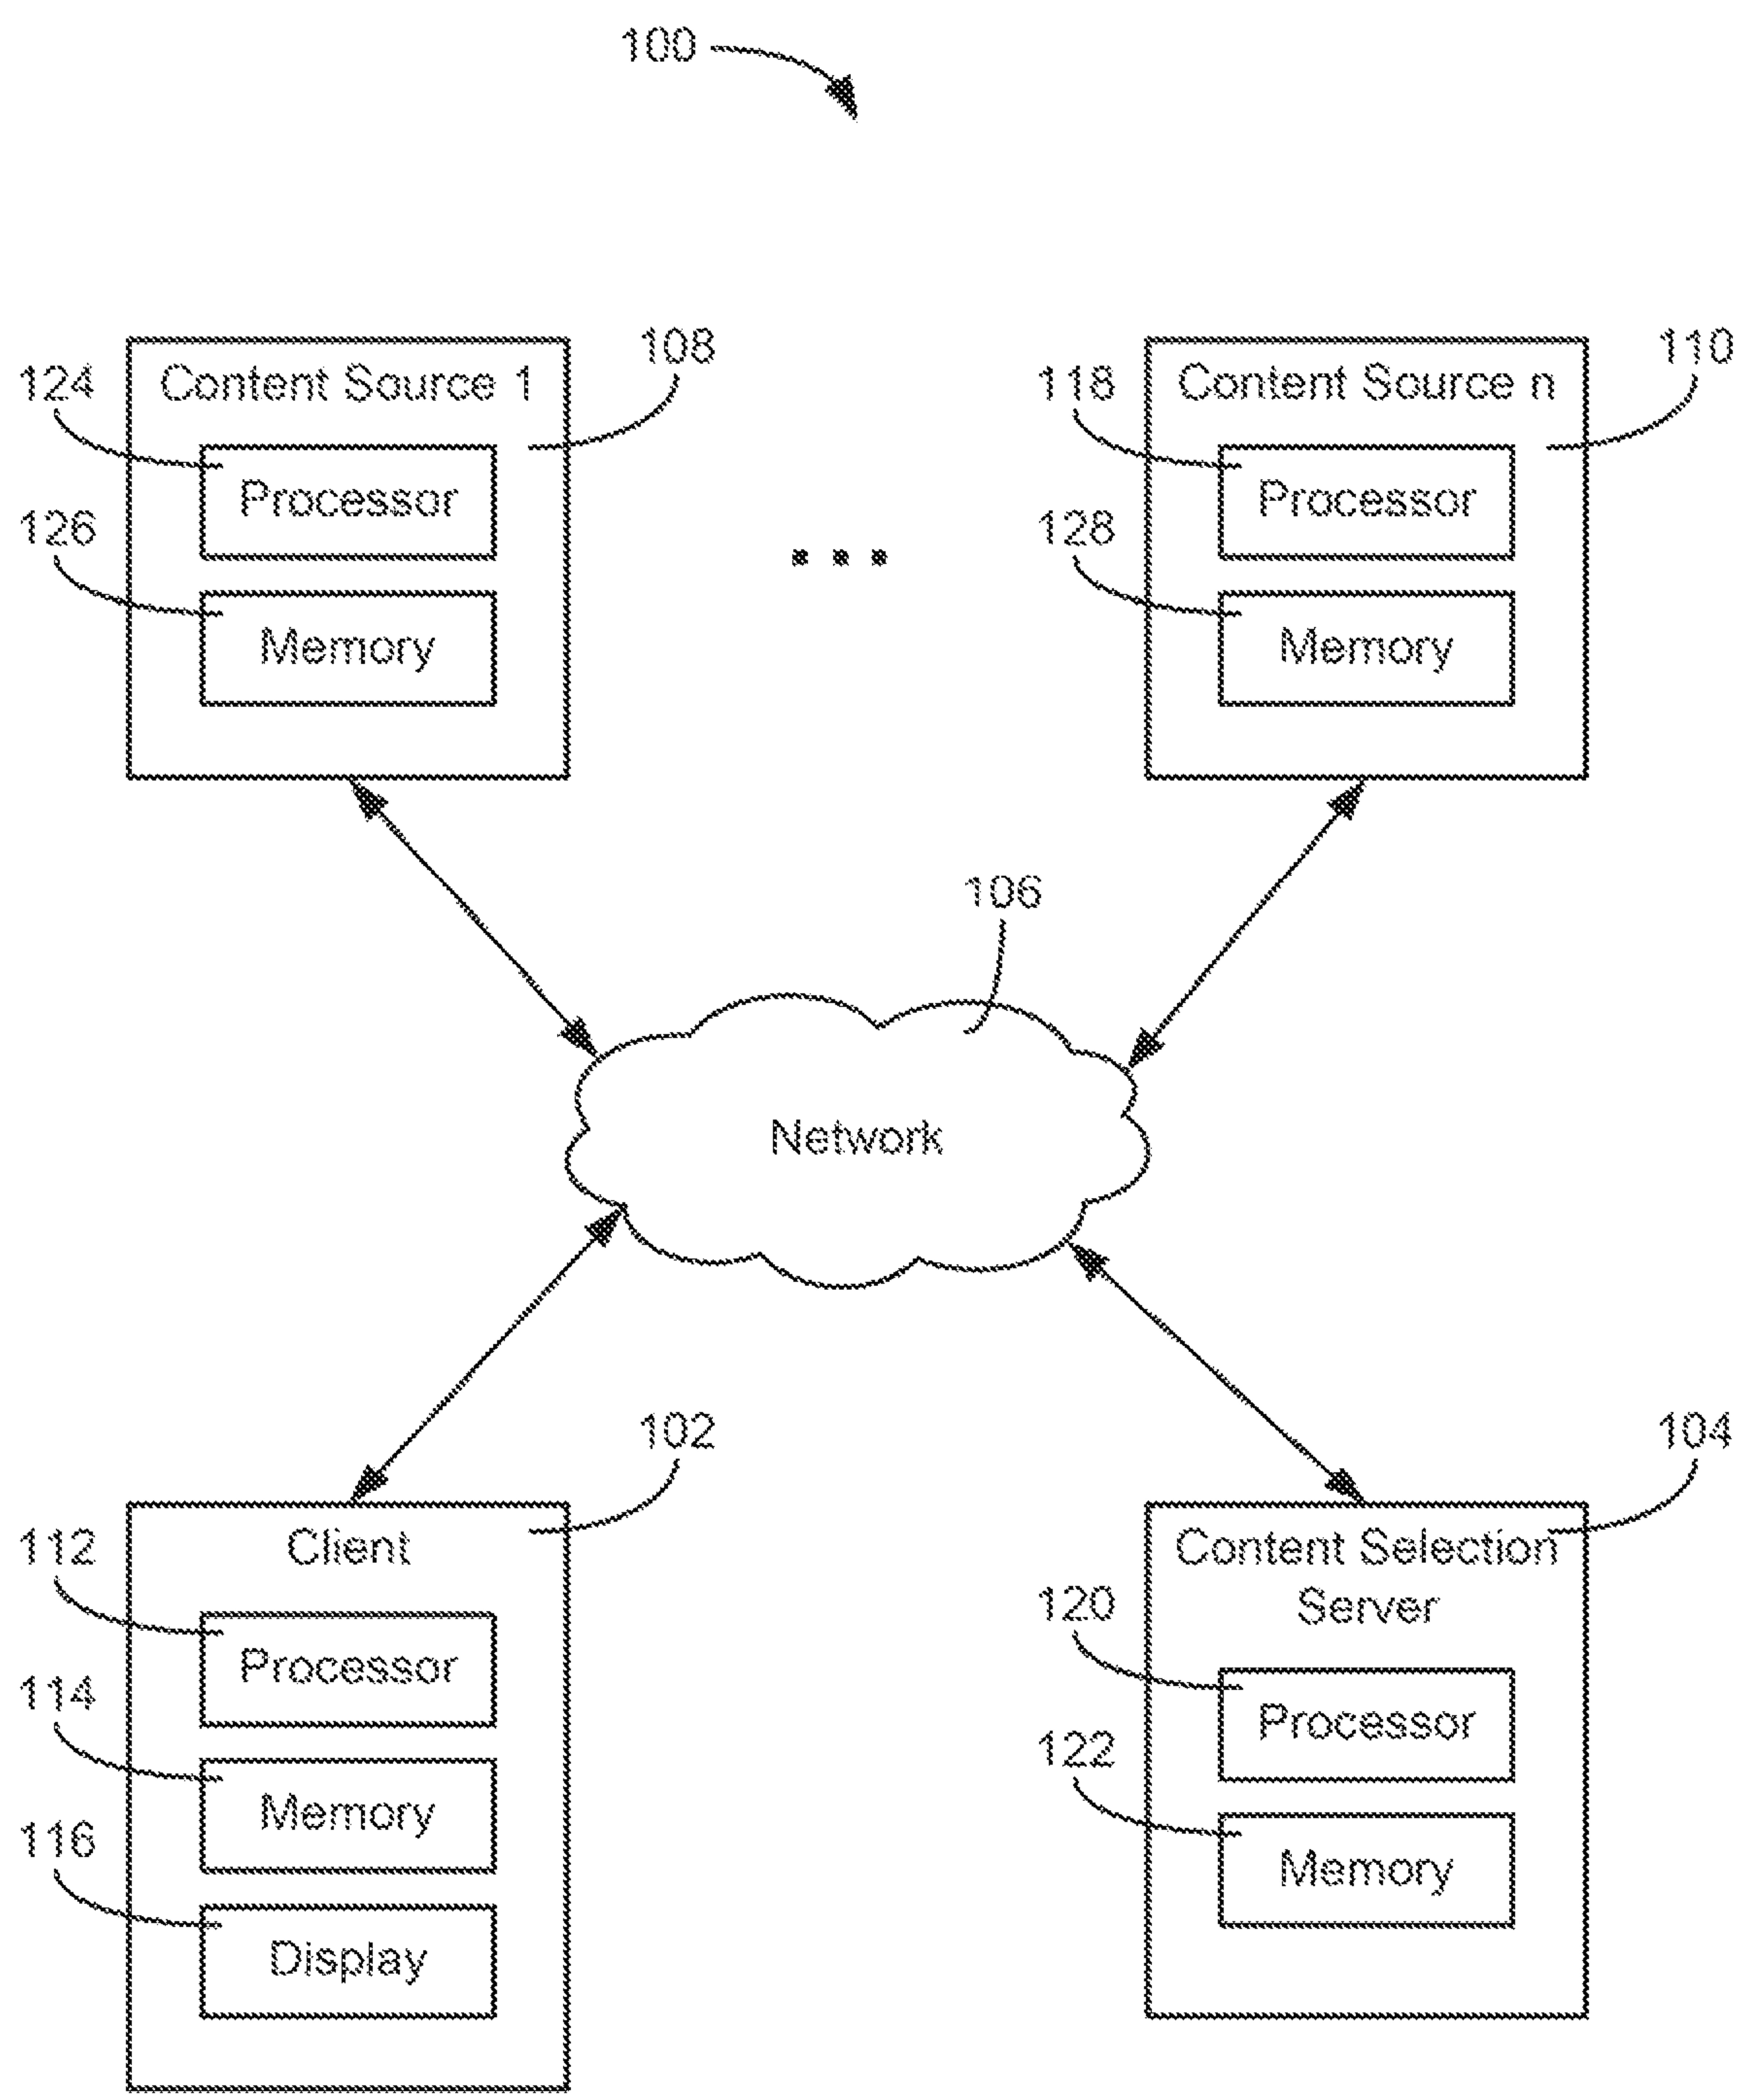 100
108
110
124
Content Source 1
118
Content Source n
Processor
Processor
126
128
Memory
Memory
106
Network
102
104
112
Client
Content Selection
Server
120
Processor
Processor
114
122
Memory
Memory
116
Display